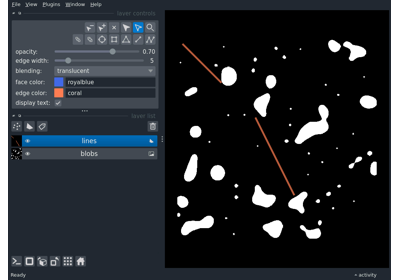 File View Plugins Window Help
layer controls
opacity: 0.70
edge width: 5
blending: translucent
face color: royalblue
edge color: coral
display text:
layer list
lines
blobs
Ready
activity